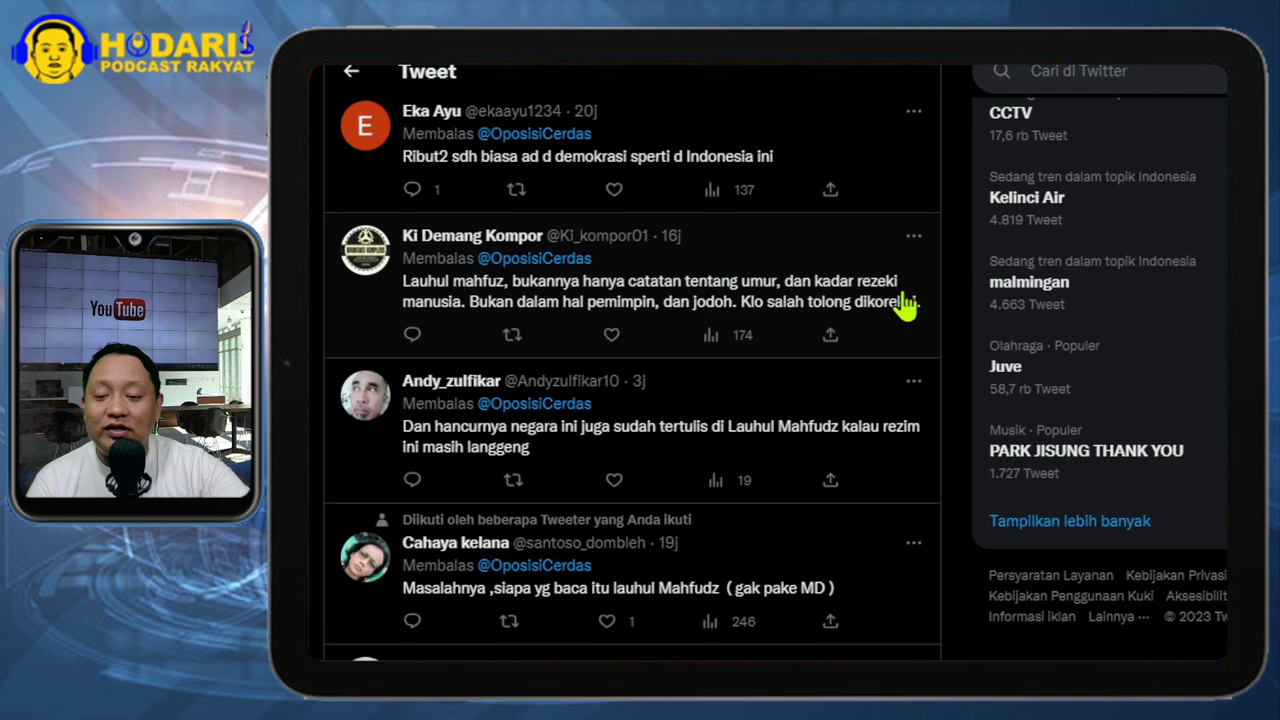 HODARI
PODCAST RAKYAT
YouTube
Tweet
Eka Ayu @ekaayu1234 · 20j
Membalas @OposisiCerdas
Ribut2 sdh biasa ad d demokrasi sperti d Indonesia ini
1 137
Ki Demang Kompor @Ki_kompor01 · 16j
Membalas @OposisiCerdas
Lauhul mahfuz, bukannya hanya catatan tentang umur, dan kadar rezeki
manusia. Bukan dalam hal pemimpin, dan jodoh. Klo salah tolong
174
Andy_zulfikar @Andyzulfikar10 · 3j
Membalas @OposisiCerdas
Dan hancurnya negara ini juga sudah tertulis di Lauhul Mahfudz kalau rezim
ini masih langgeng
19
Diikuti oleh beberapa Tweeter yang Anda ikuti
Cahaya kelana @santoso_dombleh · 19j
Membalas @OposisiCerdas
Masalahnya ,siapa yg baca itu lauhul Mahfudz ( gak pake MD )
1 246
Cari di Twitter
CCTV
17,6 rb Tweet
Sedang tren dalam topik Indonesia
Kelinci Air
4.819 Tweet
Sedang tren dalam topik Indonesia
malmingan
4.663 Tweet
Olahraga · Populer
Juve
58,7 rb Tweet
Musik · Populer
PARK JISUNG THANK YOU
1.727 Tweet
Tampilkan lebih banyak
Persyaratan Layanan Kebijakan Privasi
Kebijakan Penggunaan Kuki Aksesibilit
Informasi iklan Lainnya ··· © 2023 Tw